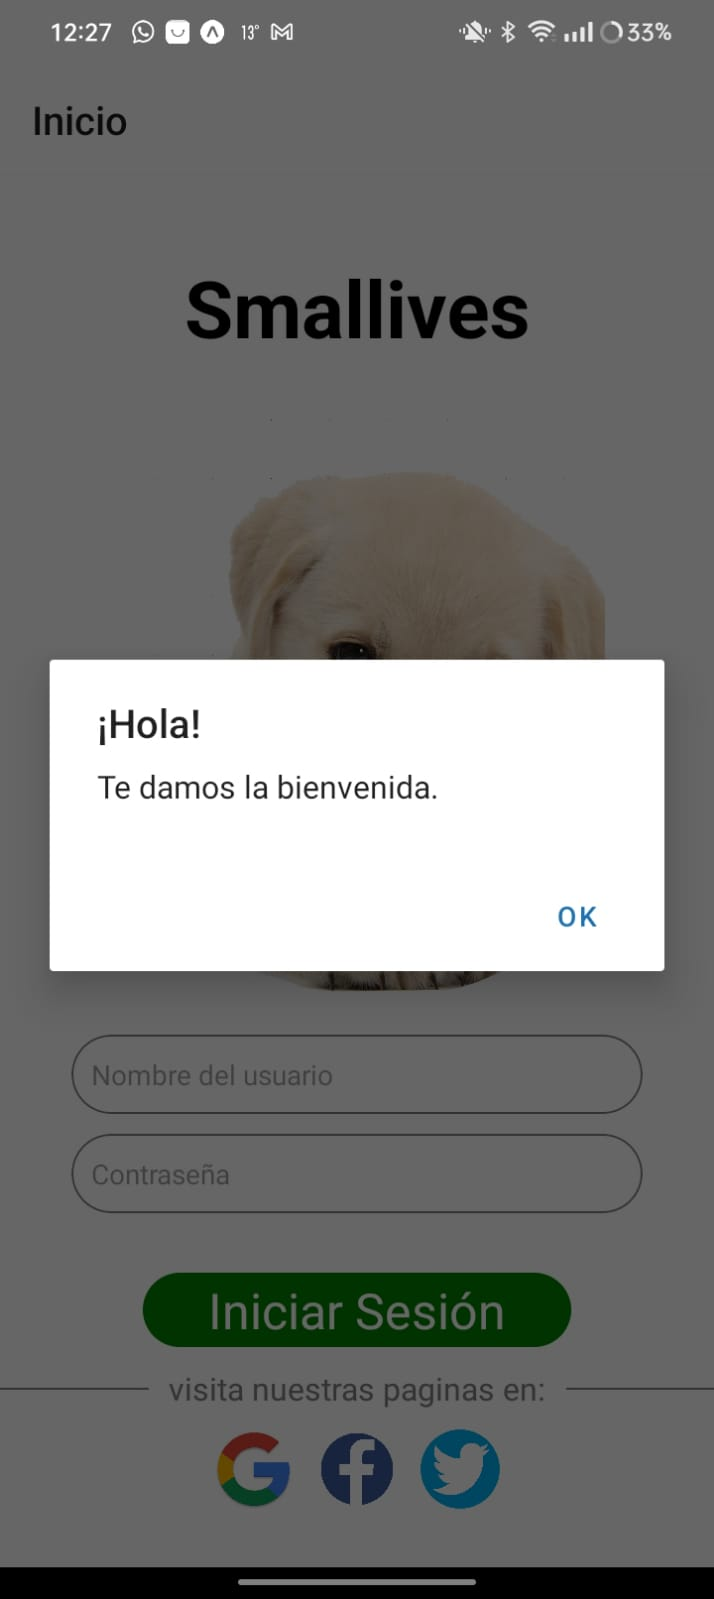 12:27 13° 33%
Inicio
Smallives
¡Hola!
Te damos la bienvenida.
OK
Nombre del usuario
Contraseña
Iniciar Sesión
visita nuestras paginas en: